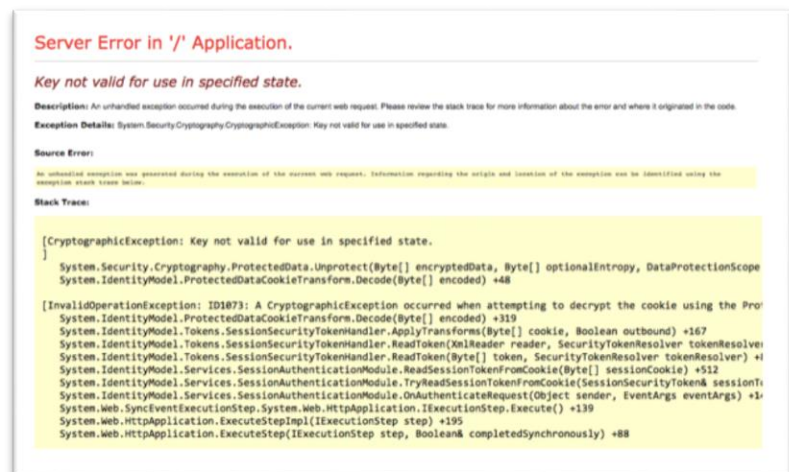 Server Error in '/' Application.
Key not valid for use in specified state.
Description: An unhandled exception occurred during the execution of the current web request. Please review the stack trace for more information about the error and where it originated in the code.
Exception Details: System.Security.Cryptography.CryptographicException: Key not valid for use in specified state.
Source Error:
An unhandled exception was generated during the execution of the current web request. Information regarding the origin and location of the exception can be identified using the
exception stack trace below.
Stack Trace:
[CryptographicException: Key not valid for use in specified state.
]
System.Security.Cryptography.ProtectedData.Unprotect(Byte[] encryptedData, Byte[] optionalEntropy, DataProtectionScope
System.IdentityModel.ProtectedDataCookieTransform.Decode(Byte[] encoded) +48
[InvalidOperationException: ID1073: A CryptographicException occurred when attempting to decrypt the cookie using the Pro
System.IdentityModel.ProtectedDataCookieTransform.Decode(Byte[] encoded) +319
System.IdentityModel.Tokens.SessionSecurityTokenHandler.ApplyTransforms(Byte[] cookie, Boolean outbound) +167
System.IdentityModel.Tokens.SessionSecurityTokenHandler.ReadToken(XmlReader reader, SecurityTokenResolver tokenResolver
System.IdentityModel.Tokens.SessionSecurityTokenHandler.ReadToken(Byte[] token, SecurityTokenResolver tokenResolver)
System.IdentityModel.Services.SessionAuthenticationModule.ReadSessionTokenFromCookie(Byte[] sessionCookie) +512
System.IdentityModel.Services.SessionAuthenticationModule.TryReadSessionTokenFromCookie(SessionSecurityToken& sessionTo
System.IdentityModel.Services.SessionAuthenticationModule.OnAuthenticateRequest(Object sender, EventArgs eventArgs)
System.Web.SyncEventExecutionStep.System.Web.HttpApplication.IExecutionStep.Execute() +139
System.Web.HttpApplication.ExecuteStepImpl(IExecutionStep step) +195
System.Web.HttpApplication.ExecuteStep(IExecutionStep step, Boolean& completedSynchronously) +88